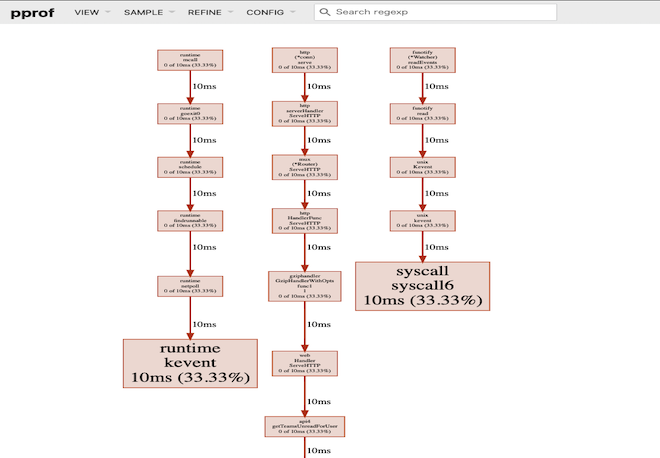 pprof VIEW SAMPLE REFINE CONFIG Search regexp
runtime
mcall
0 of 10ms (33.33%)
10ms
runtime
goexit0
0 of 10ms (33.33%)
10ms
runtime
schedule
0 of 10ms (33.33%)
10ms
runtime
findrunnable
0 of 10ms (33.33%)
10ms
runtime
netpoll
0 of 10ms (33.33%)
10ms
runtime
kevent
10ms (33.33%)
http
(*conn)
serve
0 of 10ms (33.33%)
10ms
http
serverHandler
ServeHTTP
0 of 10ms (33.33%)
10ms
mux
(*Router)
ServeHTTP
0 of 10ms (33.33%)
10ms
http
HandlerFunc
ServeHTTP
0 of 10ms (33.33%)
10ms
gziphandler
GzipHandlerWithOpts
func1
1
0 of 10ms (33.33%)
10ms
web
Handler
ServeHTTP
0 of 10ms (33.33%)
10ms
api4
getTeamsUnreadForUser
0 of 10ms (33.33%)
10ms
fsnotify
(*Watcher)
readEvents
0 of 10ms (33.33%)
10ms
fsnotify
read
0 of 10ms (33.33%)
10ms
unix
Kevent
0 of 10ms (33.33%)
10ms
unix
kevent
0 of 10ms (33.33%)
10ms
syscall
syscall6
10ms (33.33%)